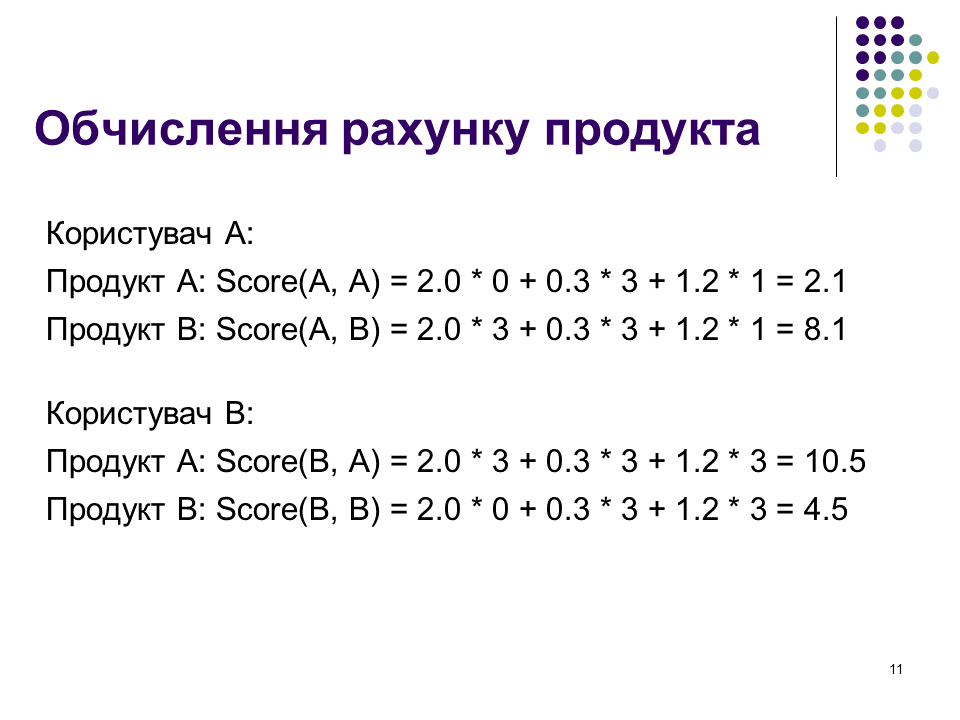 Обчислення рахунку продукта
Користувач A:
Продукт A: Score(A, A) = 2.0 * 0 + 0.3 * 3 + 1.2 * 1 = 2.1
Продукт B: Score(A, B) = 2.0 * 3 + 0.3 * 3 + 1.2 * 1 = 8.1
Користувач B:
Продукт A: Score(B, A) = 2.0 * 3 + 0.3 * 3 + 1.2 * 3 = 10.5
Продукт B: Score(B, B) = 2.0 * 0 + 0.3 * 3 + 1.2 * 3 = 4.5
11